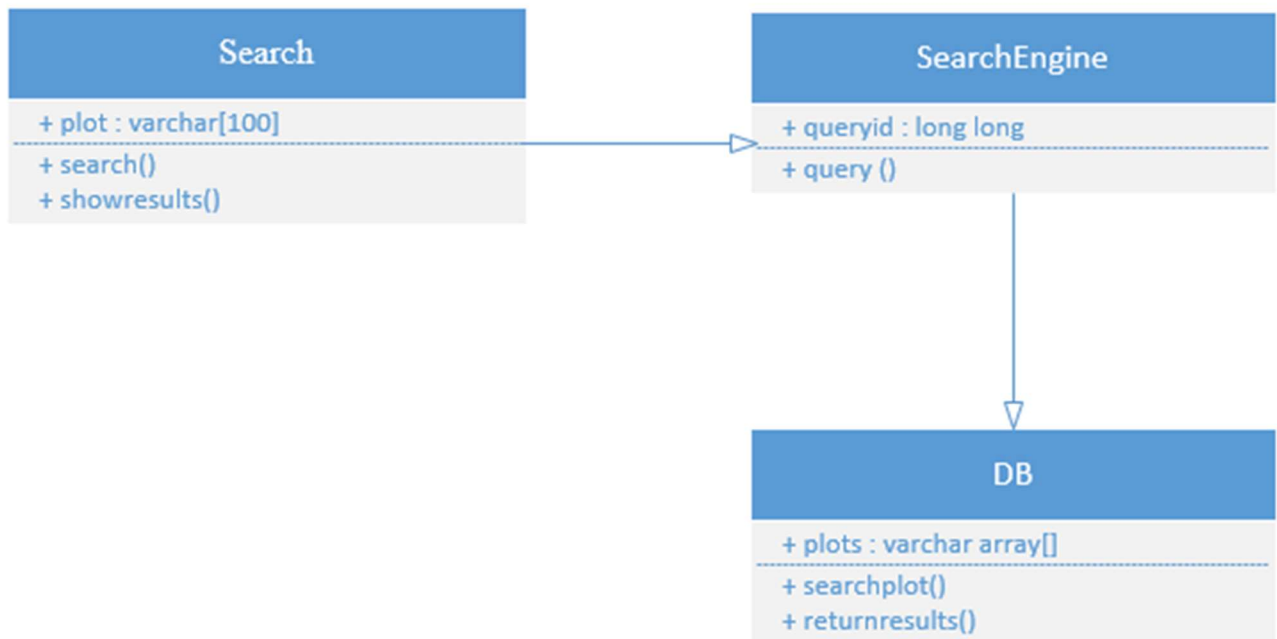 Search
+ plot : varchar[100]
+ search()
+ showresults()
SearchEngine
+ queryid : long long
+ query ()
DB
+ plots : varchar array[]
+ searchplot()
+ returnresults()